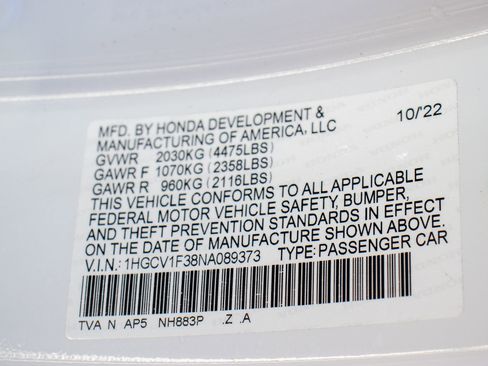 MFD. BY HONDA DEVELOPMENT & 10/22
MANUFACTURING OF AMERICA, LLC
GVWR 2030KG (4475LBS)
GAWR F 1070KG (2358LBS)
GAWR R 960KG (2116LBS)
THIS VEHICLE CONFORMS TO ALL APPLICABLE
FEDERAL MOTOR VEHICLE SAFETY, BUMPER,
AND THEFT PREVENTION STANDARDS IN EFFECT
ON THE DATE OF MANUFACTURE SHOWN ABOVE.
V.I.N.: 1HGCV1F38NA089373 TYPE: PASSENGER CAR
TVA N AP5 NH883P .Z .A